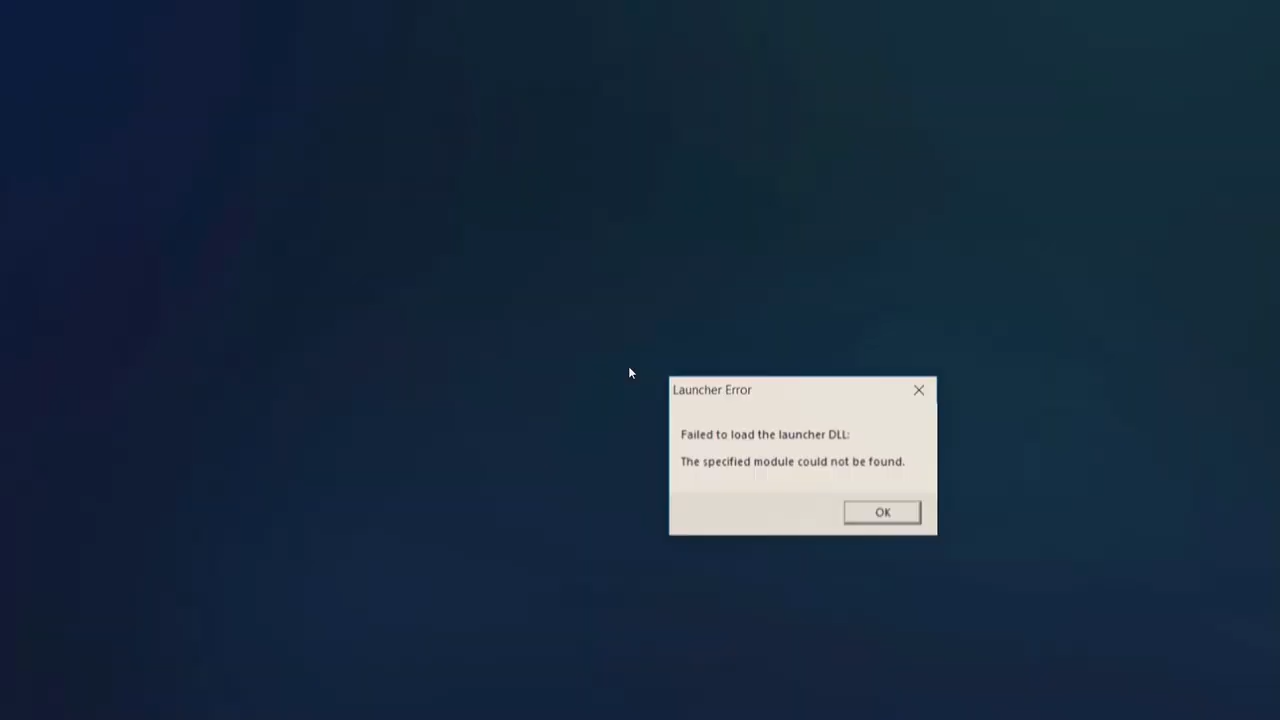 Launcher Error
Failed to load the launcher DLL:
The specified module could not be found.
OK